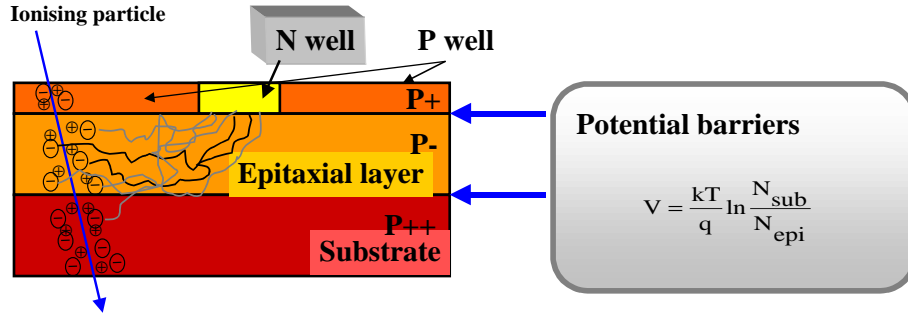 Ionising particle
N well
P well
P+
P-
Epitaxial layer
P++
Substrate
Potential barriers
V = kT/q ln N_sub/N_epi